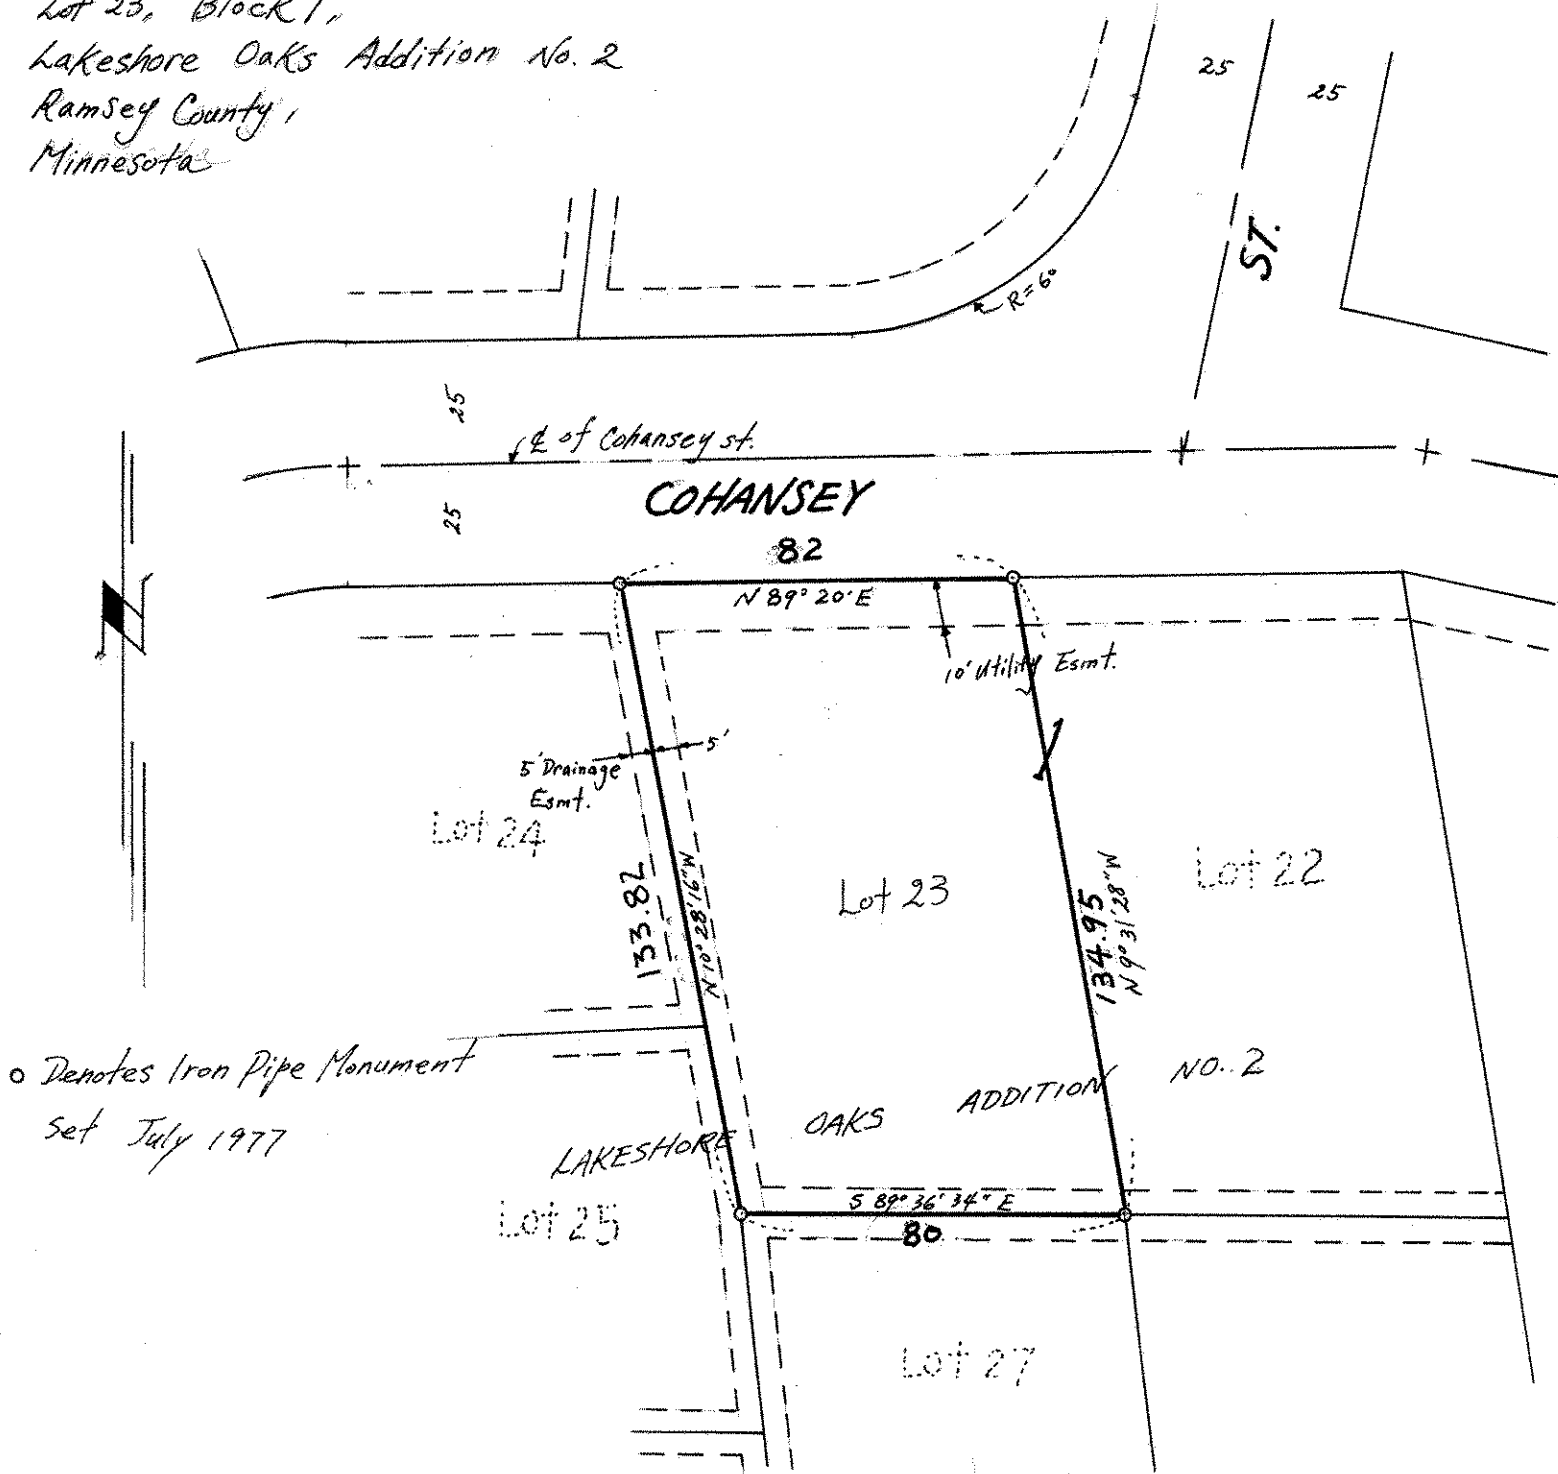 Lot 23, Block 1,
Lakeshore Oaks Addition No. 2
Ramsey County,
Minnesota
25
25
ST.
R=60
25
℄ of Cohansey st.
25
COHANSEY
82
N 89° 20' E
10' Utility Esmt.
5' Drainage
Esmt.
5'
1
Lot 24
133.82
N 10° 28' 16" W
Lot 23
134.95
N 9° 31' 28" W
Lot 22
o Denotes Iron Pipe Monument
Set July 1977
LAKESHORE OAKS ADDITION NO. 2
S 89° 36' 34" E
80
Lot 25
Lot 27